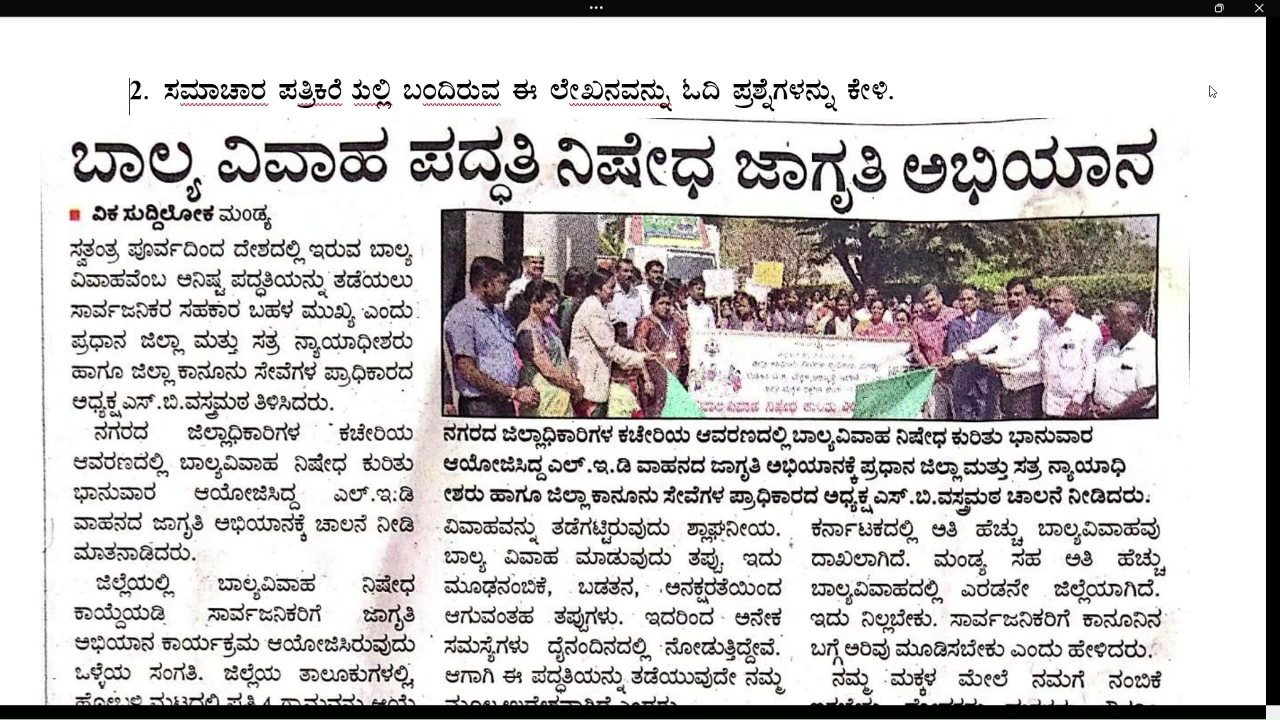 2. ಸಮಾಚಾರ ಪತ್ರಿಕೆಯಲ್ಲಿ ಬಂದಿರುವ ಈ ಲೇಖನವನ್ನು ಓದಿ ಪ್ರಶ್ನೆಗಳನ್ನು ಕೇಳಿ.
ಬಾಲ್ಯ ವಿವಾಹ ಪದ್ಧತಿ ನಿಷೇಧ ಜಾಗೃತಿ ಅಭಿಯಾನ
ವಿಕ ಸುದ್ದಿಲೋಕ ಮಂಡ್ಯ
ಸ್ವತಂತ್ರ ಪೂರ್ವದಿಂದ ದೇಶದಲ್ಲಿ ಇರುವ ಬಾಲ್ಯ
ವಿವಾಹವೆಂಬ ಅನಿಷ್ಟ ಪದ್ಧತಿಯನ್ನು ತಡೆಯಲು
ಸಾರ್ವಜನಿಕರ ಸಹಕಾರ ಬಹಳ ಮುಖ್ಯ ಎಂದು
ಪ್ರಧಾನ ಜಿಲ್ಲಾ ಮತ್ತು ಸತ್ರ ನ್ಯಾಯಾಧೀಶರು
ಹಾಗೂ ಜಿಲ್ಲಾ ಕಾನೂನು ಸೇವೆಗಳ ಪ್ರಾಧಿಕಾರದ
ಅಧ್ಯಕ್ಷ ಎಸ್.ಬಿ.ವಸ್ತ್ರಮಠ ತಿಳಿಸಿದರು.
ನಗರದ ಜಿಲ್ಲಾಧಿಕಾರಿಗಳ ಕಚೇರಿಯ
ಆವರಣದಲ್ಲಿ ಬಾಲ್ಯವಿವಾಹ ನಿಷೇಧ ಕುರಿತು
ಭಾನುವಾರ ಆಯೋಜಿಸಿದ್ದ ಎಲ್.ಇ.ಡಿ
ವಾಹನದ ಜಾಗೃತಿ ಅಭಿಯಾನಕ್ಕೆ ಚಾಲನೆ ನೀಡಿ
ಮಾತನಾಡಿದರು.
ಜಿಲ್ಲೆಯಲ್ಲಿ ಬಾಲ್ಯವಿವಾಹ ನಿಷೇಧ
ಕಾಯ್ದೆಯಡಿ ಸಾರ್ವಜನಿಕರಿಗೆ ಜಾಗೃತಿ
ಅಭಿಯಾನ ಕಾರ್ಯಕ್ರಮ ಆಯೋಜಿಸಿರುವುದು
ಒಳ್ಳೆಯ ಸಂಗತಿ. ಜಿಲ್ಲೆಯ ತಾಲೂಕುಗಳಲ್ಲಿ,
ನಗರದ ಜಿಲ್ಲಾಧಿಕಾರಿಗಳ ಕಚೇರಿಯ ಆವರಣದಲ್ಲಿ ಬಾಲ್ಯವಿವಾಹ ನಿಷೇಧ ಕುರಿತು ಭಾನುವಾರ
ಆಯೋಜಿಸಿದ್ದ ಎಲ್.ಇ.ಡಿ ವಾಹನದ ಜಾಗೃತಿ ಅಭಿಯಾನಕ್ಕೆ ಪ್ರಧಾನ ಜಿಲ್ಲಾ ಮತ್ತು ಸತ್ರ ನ್ಯಾಯಾಧಿ
ಶರು ಹಾಗೂ ಜಿಲ್ಲಾ ಕಾನೂನು ಸೇವೆಗಳ ಪ್ರಾಧಿಕಾರದ ಅಧ್ಯಕ್ಷ ಎಸ್.ಬಿ.ವಸ್ತ್ರಮಠ ಚಾಲನೆ ನೀಡಿದರು.
ವಿವಾಹವನ್ನು ತಡೆಗಟ್ಟಿರುವುದು ಶ್ಲಾಘನೀಯ.
ಬಾಲ್ಯ ವಿವಾಹ ಮಾಡುವುದು ತಪ್ಪು. ಇದು
ಮೂಢನಂಬಿಕೆ, ಬಡತನ, ಅನಕ್ಷರತೆಯಿಂದ
ಆಗುವಂತಹ ತಪ್ಪುಗಳು. ಇದರಿಂದ ಅನೇಕ
ಸಮಸ್ಯೆಗಳು ದೈನಂದಿನದಲ್ಲಿ ನೋಡುತ್ತಿದ್ದೇವೆ.
ಆಗಾಗಿ ಈ ಪದ್ಧತಿಯನ್ನು ತಡೆಯುವುದೇ ನಮ್ಮ
ಕರ್ನಾಟಕದಲ್ಲಿ ಅತಿ ಹೆಚ್ಚು ಬಾಲ್ಯವಿವಾಹವು
ದಾಖಲಾಗಿದೆ. ಮಂಡ್ಯ ಸಹ ಅತಿ ಹೆಚ್ಚು
ಬಾಲ್ಯವಿವಾಹದಲ್ಲಿ ಎರಡನೇ ಜಿಲ್ಲೆಯಾಗಿದೆ.
ಇದು ನಿಲ್ಲಬೇಕು. ಸಾರ್ವಜನಿಕರಿಗೆ ಕಾನೂನಿನ
ಬಗ್ಗೆ ಅರಿವು ಮೂಡಿಸಬೇಕು ಎಂದು ಹೇಳಿದರು.
ನಮ್ಮ ಮಕ್ಕಳ ಮೇಲೆ ನಮಗೆ ನಂಬಿಕೆ